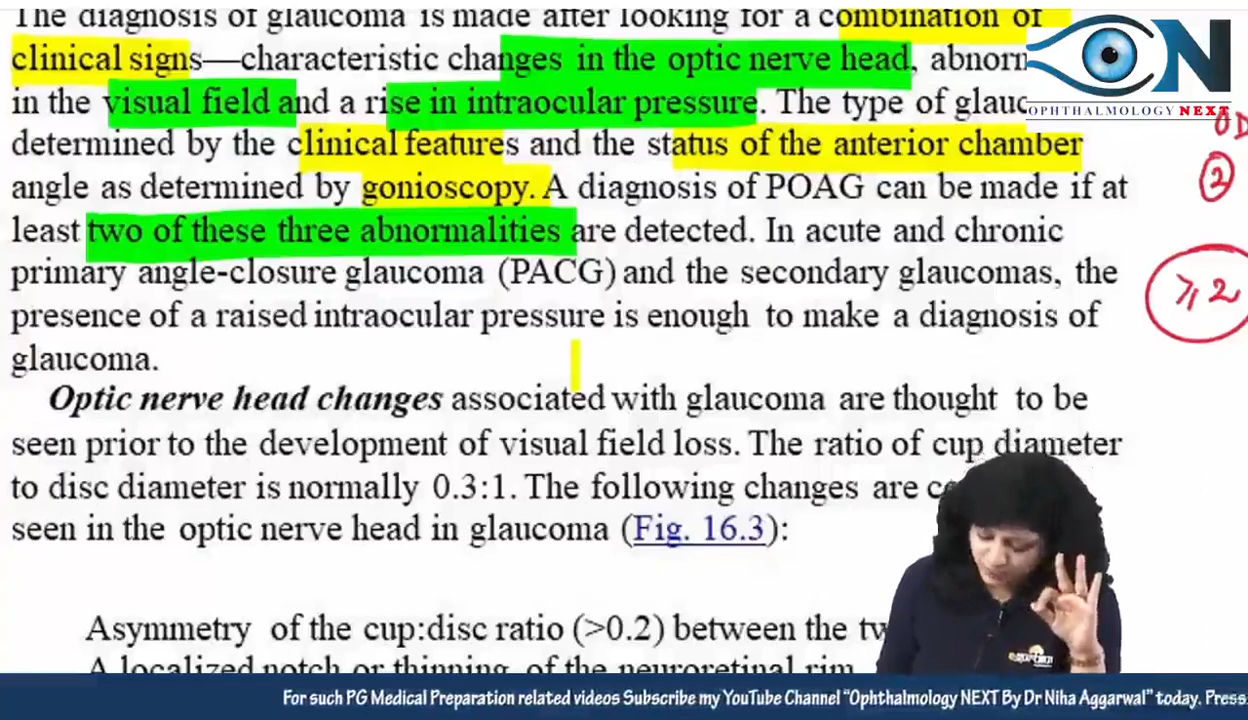 The diagnosis of glaucoma is made after looking for a combination of
clinical signs—characteristic changes in the optic nerve head, abnorm
in the visual field and a rise in intraocular pressure. The type of glauc
determined by the clinical features and the status of the anterior chamber
angle as determined by gonioscopy. A diagnosis of POAG can be made if at
least two of these three abnormalities are detected. In acute and chronic
primary angle-closure glaucoma (PACG) and the secondary glaucomas, the
presence of a raised intraocular pressure is enough to make a diagnosis of
glaucoma.
Optic nerve head changes associated with glaucoma are thought to be
seen prior to the development of visual field loss. The ratio of cup diameter
to disc diameter is normally 0.3:1. The following changes are
seen in the optic nerve head in glaucoma (Fig. 16.3):
Asymmetry of the cup:disc ratio (>0.2) between the tw
A localized notch or thinning of the neuroretinal rim
N
OPHTHALMOLOGY NEXT
2
≥ 2
For such PG Medical Preparation related videos Subscribe my YouTube Channel "Ophthalmology NEXT By Dr Niha Aggarwal" today. Press